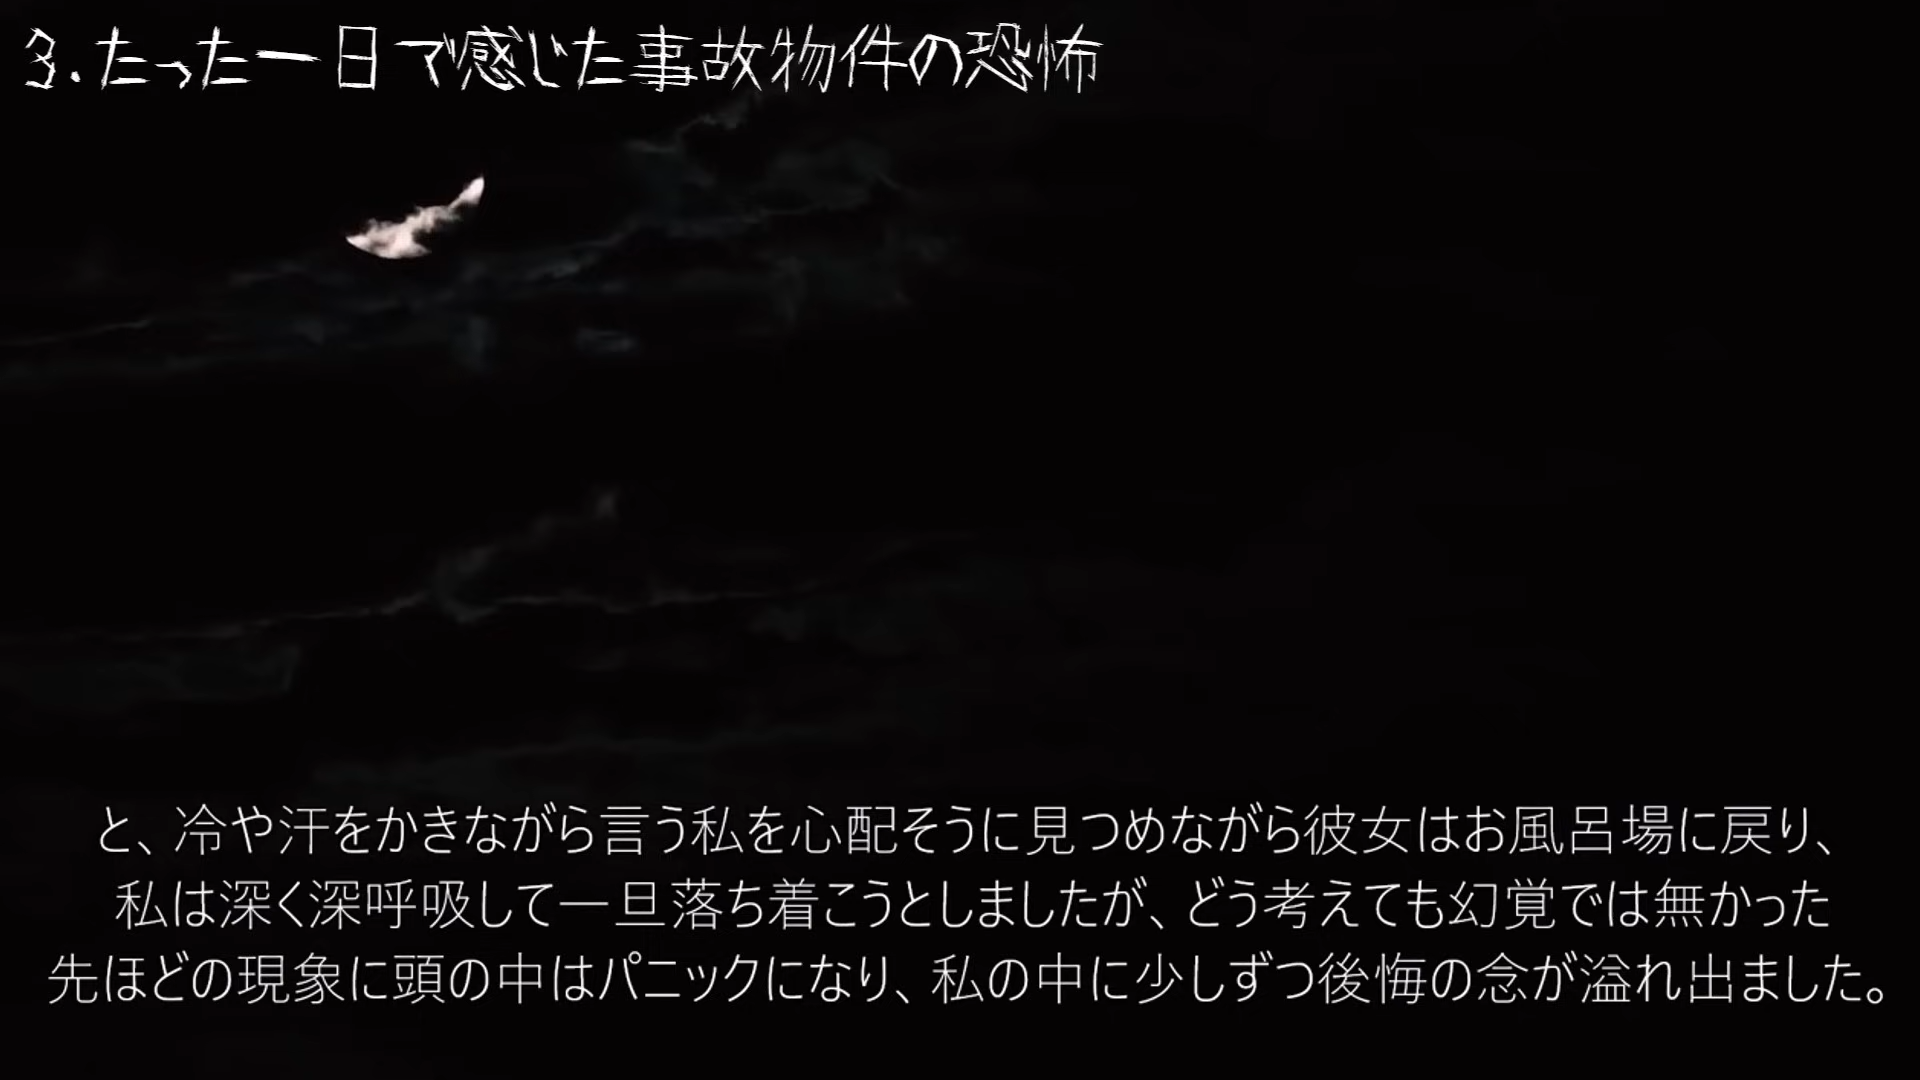 3.たった一日で感じた事故物件の恐怖
と、冷や汗をかきながら言う私を心配そうに見つめながら彼女はお風呂場に戻り、
私は深く深呼吸して一旦落ち着こうとしましたが、どう考えても幻覚では無かった
先ほどの現象に頭の中はパニックになり、私の中に少しずつ後悔の念が溢れ出ました。